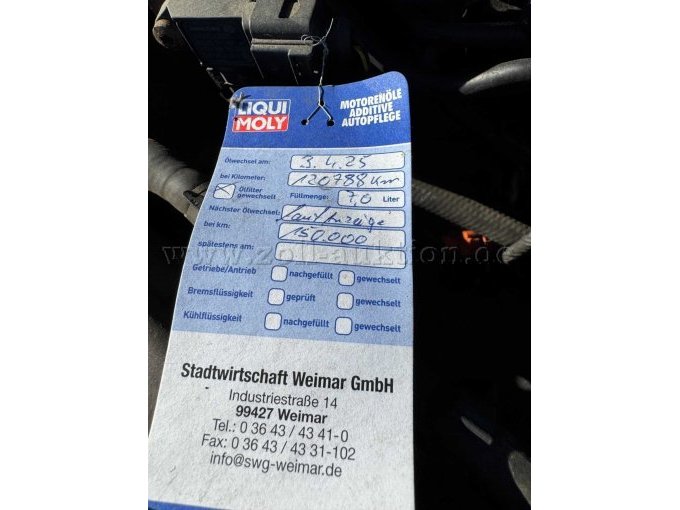 LIQUI
MOLY
MOTORENÖLE
ADDITIVE
AUTOPFLEGE
Ölwechsel am: 3.4.25
bei Kilometer: 120788 km
Ölfilter gewechselt Füllmenge: 7,0 Liter
Nächster Ölwechsel: laut Anzeige
bei km: 150.000
www.zoll-auktion.de
spätestens am:
Getriebe/Antrieb nachgefüllt gewechselt
Bremsflüssigkeit geprüft gewechselt
Kühlflüssigkeit nachgefüllt gewechselt
Stadtwirtschaft Weimar GmbH
Industriestraße 14
99427 Weimar
Tel.: 0 36 43 / 43 41-0
Fax: 0 36 43 / 43 31-102
info@swg-weimar.de